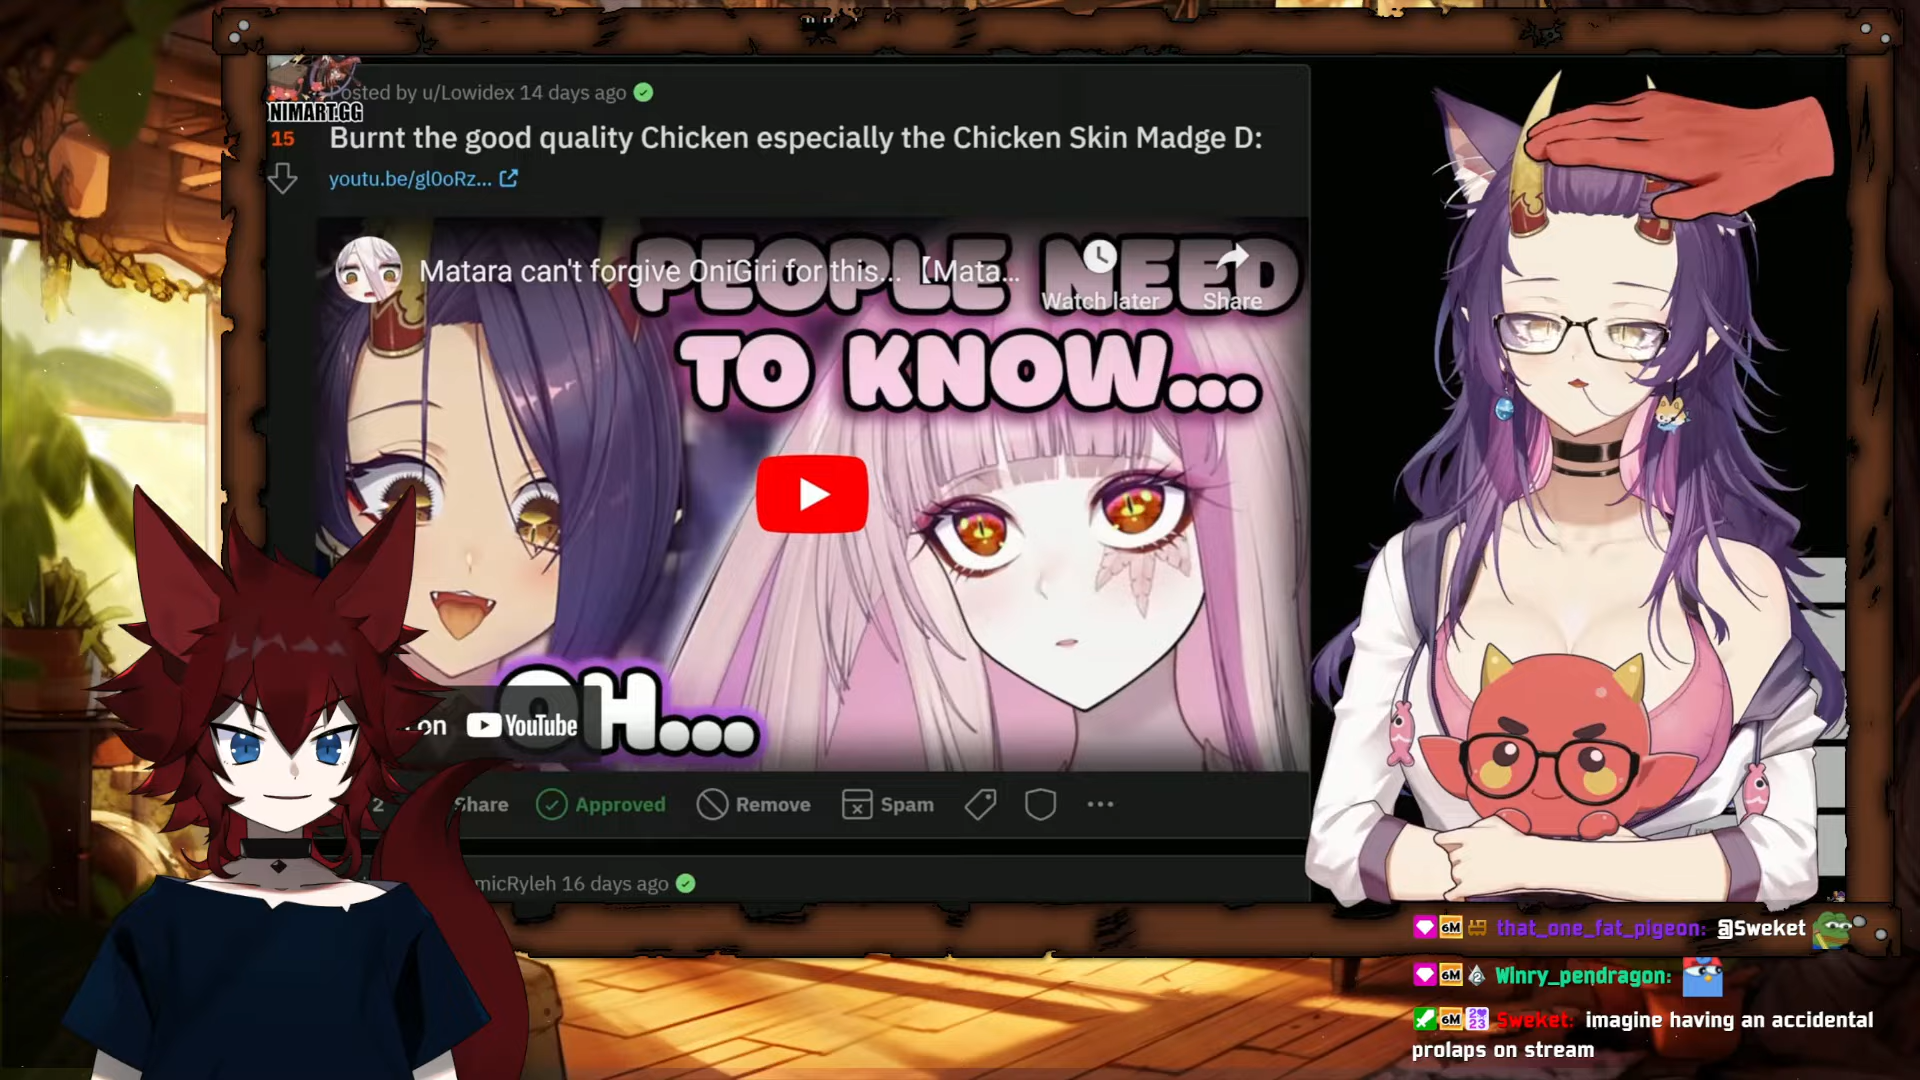 NIMART.GG
Posted by u/Lowidex 14 days ago
15
Burnt the good quality Chicken especially the Chicken Skin Madge D:
youtu.be/gl0oRz...
PEOPLE NEED
Matara can't forgive OniGiri for this... 【Mata...
Watch later
Share
TO KNOW...
OH...
on YouTube
2
Share
Approved
Remove
Spam
micRyleh 16 days ago
6M that_one_fat_pigeon: @Sweket
6M 2 Winry_pendragon:
6M 2 23 Sweket: imagine having an accidental
prolaps on stream